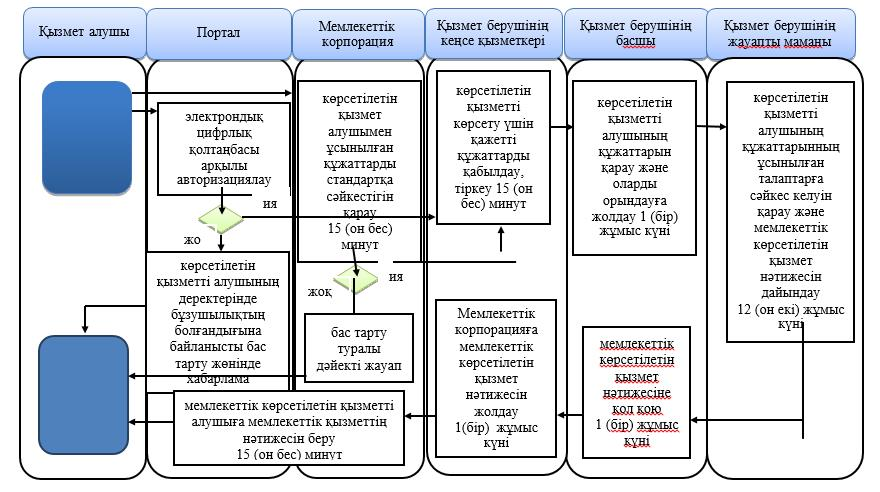 Қызмет алушы
Портал
Мемлекеттік
корпорация
Қызмет берушінің
кеңсе қызметкері
Қызмет берушінің
басшы
Қызмет берушінің
жауапты маманы
электрондық
цифрлық
қолтаңбасы
арқылы
авторизациялау
ия
жо
көрсетілетін
қызметті алушының
деректерінде
бұзушылықтың
болғандығына
байланысты бас
тарту жөнінде
хабарлама
көрсетілетін
қызмет
алушымен
ұсынылған
құжаттарды
стандартқа
сәйкестігін
қарау
15 (он бес)
минут
ия
жоқ
бас тарту
туралы
дәйекті жауап
мемлекеттік көрсетілетін қызметті
алушыға мемлекеттік қызметтің
нәтижесін беру
15 (он бес) минут
көрсетілетін
қызметті
көрсету үшін
қажетті
құжаттарды
қабылдау,
тіркеу 15 (он
бес) минут
Мемлекеттік
корпорацияға
мемлекеттік
көрсетілетін
қызмет
нәтижесін
жолдау
1(бір) жұмыс
күні
көрсетілетін
қызметті
алушының
құжаттарын
қарау және
оларды
орындауға
жолдау 1 (бір)
жұмыс күні
мемлекеттік
көрсетілетін
қызмет
нәтижесіне
қол қою
1 (бір) жұмыс
күні
көрсетілетін
қызметті
алушының
құжаттарынның
ұсынылған
талаптарға
сәйкес келуін
қарау және
мемлекеттік
көрсетілетін
қызмет
нәтижесін
дайындау
12 (он екі) жұмыс
күні